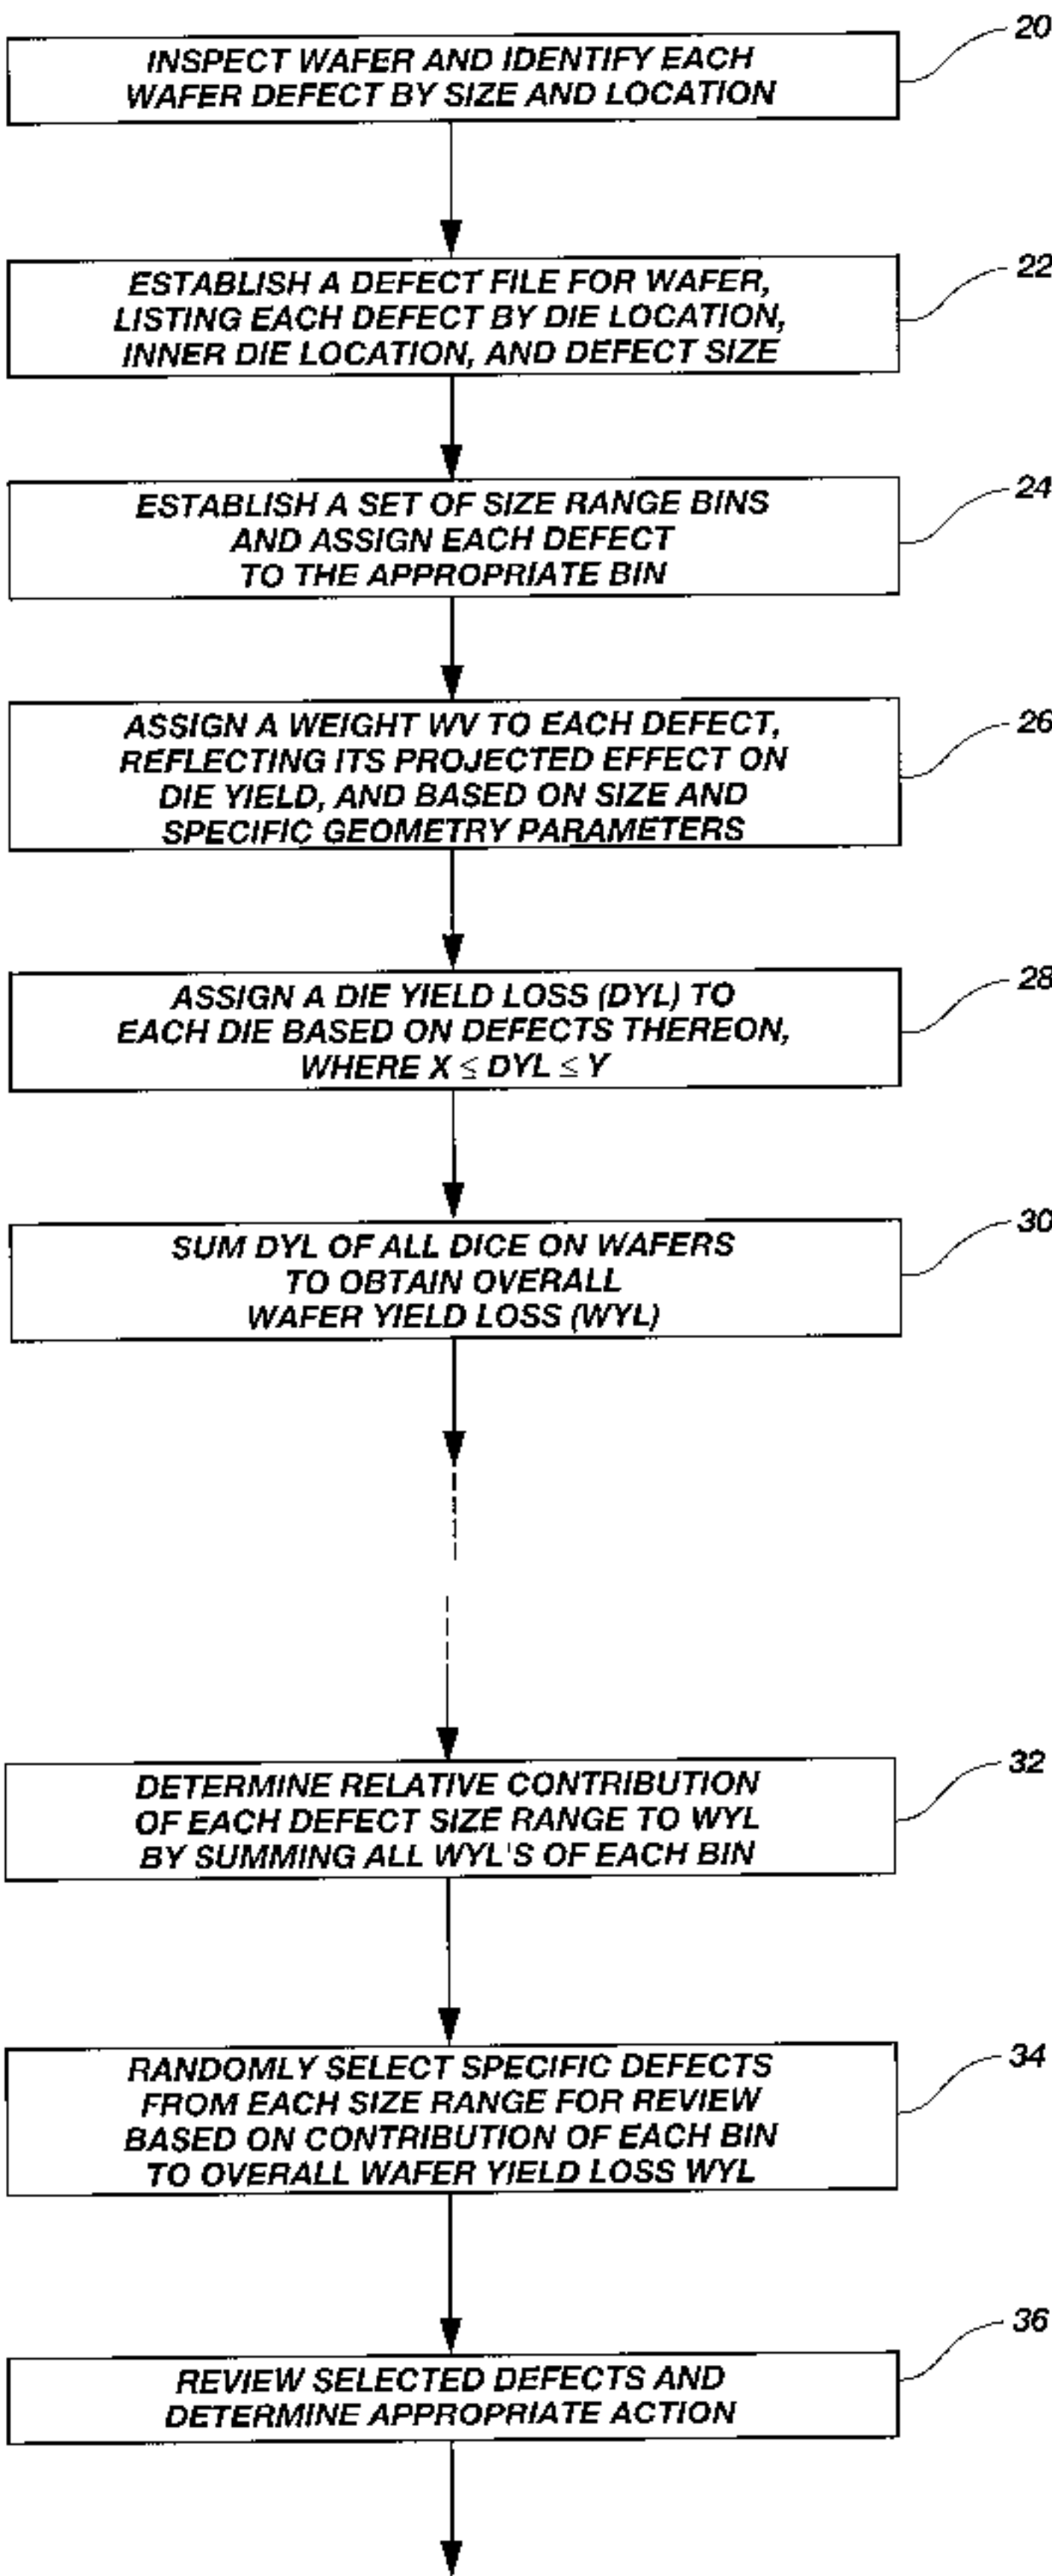 20
INSPECT WAFER AND IDENTIFY EACH
WAFER DEFECT BY SIZE AND LOCATION
22
ESTABLISH A DEFECT FILE FOR WAFER,
LISTING EACH DEFECT BY DIE LOCATION,
INNER DIE LOCATION, AND DEFECT SIZE
24
ESTABLISH A SET OF SIZE RANGE BINS
AND ASSIGN EACH DEFECT
TO THE APPROPRIATE BIN
26
ASSIGN A WEIGHT WV TO EACH DEFECT,
REFLECTING ITS PROJECTED EFFECT ON
DIE YIELD, AND BASED ON SIZE AND
SPECIFIC GEOMETRY PARAMETERS
28
ASSIGN A DIE YIELD LOSS (DYL) TO
EACH DIE BASED ON DEFECTS THEREON,
WHERE X ≤ DYL ≤ Y
30
SUM DYL OF ALL DICE ON WAFERS
TO OBTAIN OVERALL
WAFER YIELD LOSS (WYL)
32
DETERMINE RELATIVE CONTRIBUTION
OF EACH DEFECT SIZE RANGE TO WYL
BY SUMMING ALL WYL'S OF EACH BIN
34
RANDOMLY SELECT SPECIFIC DEFECTS
FROM EACH SIZE RANGE FOR REVIEW
BASED ON CONTRIBUTION OF EACH BIN
TO OVERALL WAFER YIELD LOSS WYL
36
REVIEW SELECTED DEFECTS AND
DETERMINE APPROPRIATE ACTION